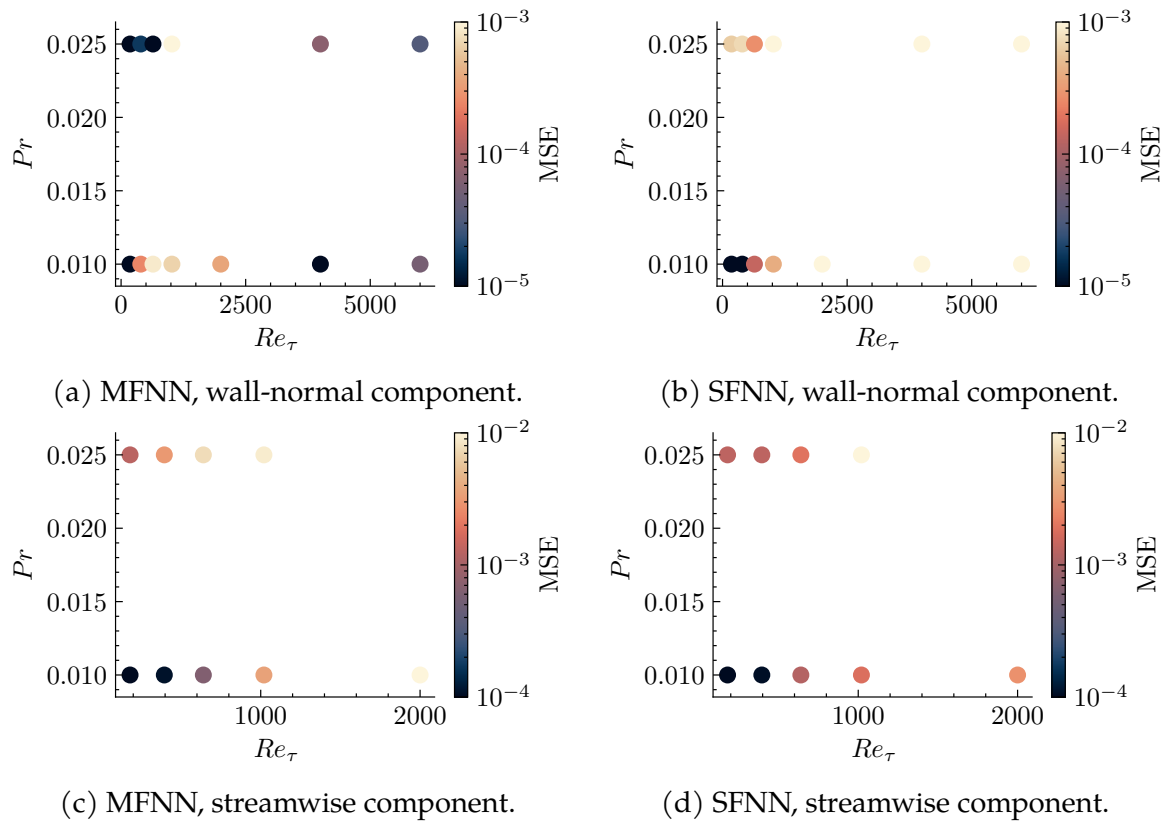 0.025
0.020
0.015
0.010
Pr
0
2500
5000
Re_τ
10^{-3}
10^{-4}
10^{-5}
MSE
(a) MFNN, wall-normal component.
0.025
0.020
0.015
0.010
Pr
0
2500
5000
Re_τ
10^{-3}
10^{-4}
10^{-5}
MSE
(b) SFNN, wall-normal component.
0.025
0.020
0.015
0.010
Pr
1000
2000
Re_τ
10^{-2}
10^{-3}
10^{-4}
MSE
(c) MFNN, streamwise component.
0.025
0.020
0.015
0.010
Pr
1000
2000
Re_τ
10^{-2}
10^{-3}
10^{-4}
MSE
(d) SFNN, streamwise component.